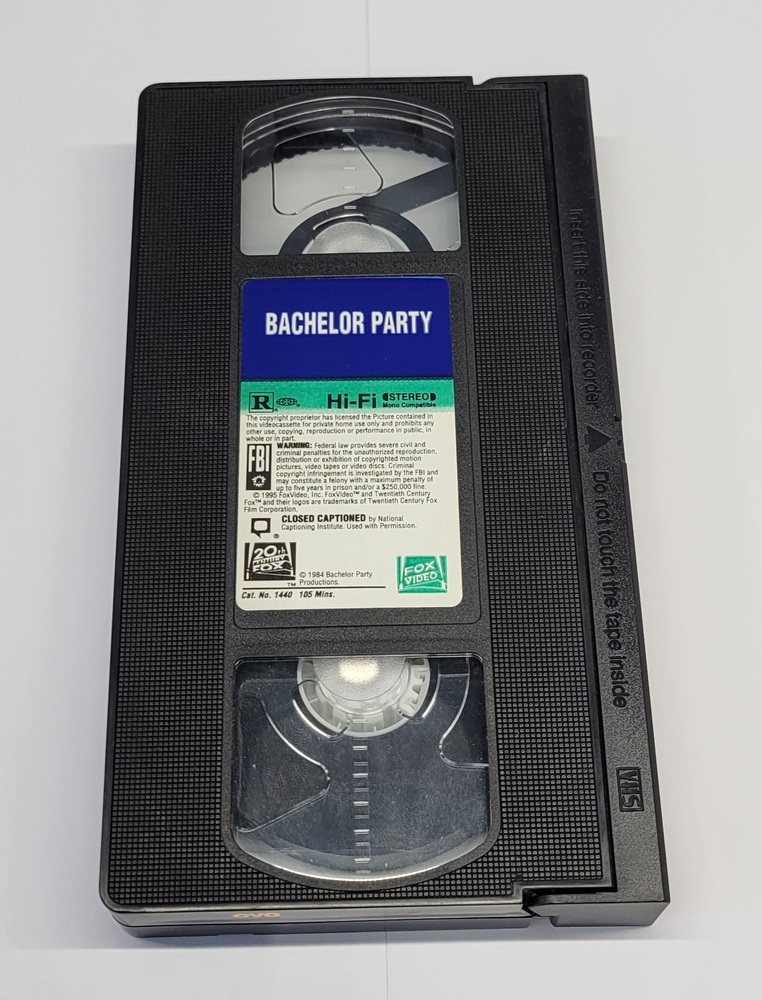 BACHELOR PARTY
R Hi-Fi STEREO
Mono Compatible
The copyright proprietor has licensed the Picture contained in
this videocassette for private home use only and prohibits any
other use, copying, reproduction or performance in public, in
whole or in part.
FBI
WARNING: Federal law provides severe civil and
criminal penalties for the unauthorized reproduction,
distribution or exhibition of copyrighted motion
pictures, video tapes or video discs. Criminal
copyright infringement is investigated by the FBI and
may constitute a felony with a maximum penalty of
up to five years in prison and/or a $250,000 fine.
© 1995 FoxVideo, Inc. FoxVideo™ and Twentieth Century
Fox™ and their logos are trademarks of Twentieth Century Fox
Film Corporation.
CLOSED CAPTIONED by National
Captioning Institute. Used with Permission.
®
20th
CENTURY
FOX
TM
© 1984 Bachelor Party
Productions.
FOX
VIDEO
Cat. No. 1440 105 Mins.
Insert this side into recorder
Do not touch the tape inside
VHS